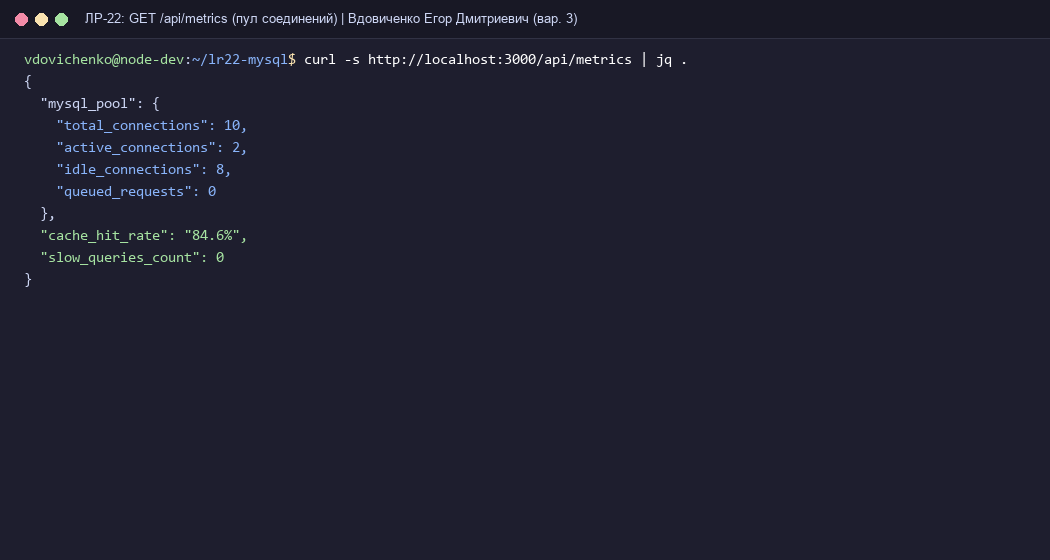 ЛР-22: GET /api/metrics (пул соединений) | Вдовиченко Егор Дмитриевич (вар. 3)
vdovichenko@node-dev:~/lr22-mysql$ curl -s http://localhost:3000/api/metrics | jq .
{
  "mysql_pool": {
    "total_connections": 10,
    "active_connections": 2,
    "idle_connections": 8,
    "queued_requests": 0
  },
  "cache_hit_rate": "84.6%",
  "slow_queries_count": 0
}